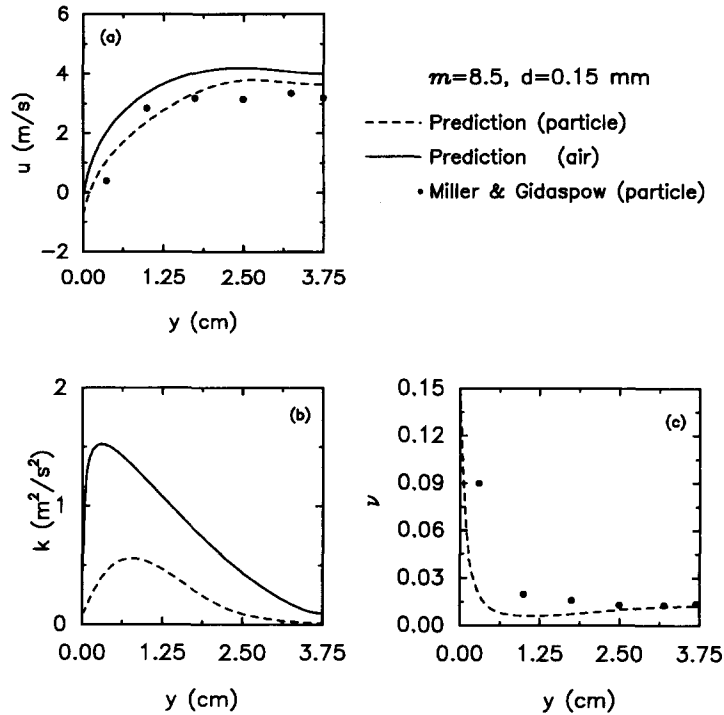 (a)
6
4
2
0
−2
u (m/s)
0.00 1.25 2.50 3.75
y (cm)
m=8.5, d=0.15 mm
Prediction (particle)
Prediction (air)
Miller & Gidaspow (particle)
(b)
2
1
0
k (m²/s²)
0.00 1.25 2.50 3.75
y (cm)
(c)
0.15
0.12
0.09
0.06
0.03
0.00
ν
0.00 1.25 2.50 3.75
y (cm)